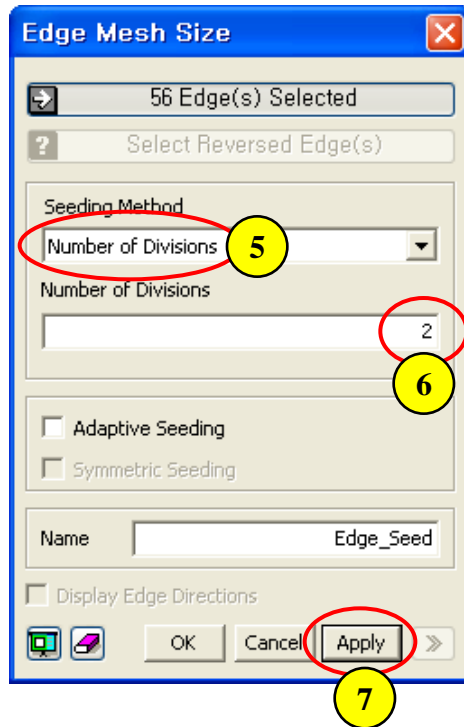 Edge Mesh Size
56 Edge(s) Selected
? Select Reversed Edge(s)
Seeding Method
Number of Divisions 5
Number of Divisions
2
6
Adaptive Seeding
Symmetric Seeding
Name Edge_Seed
Display Edge Directions
OK Cancel Apply
7